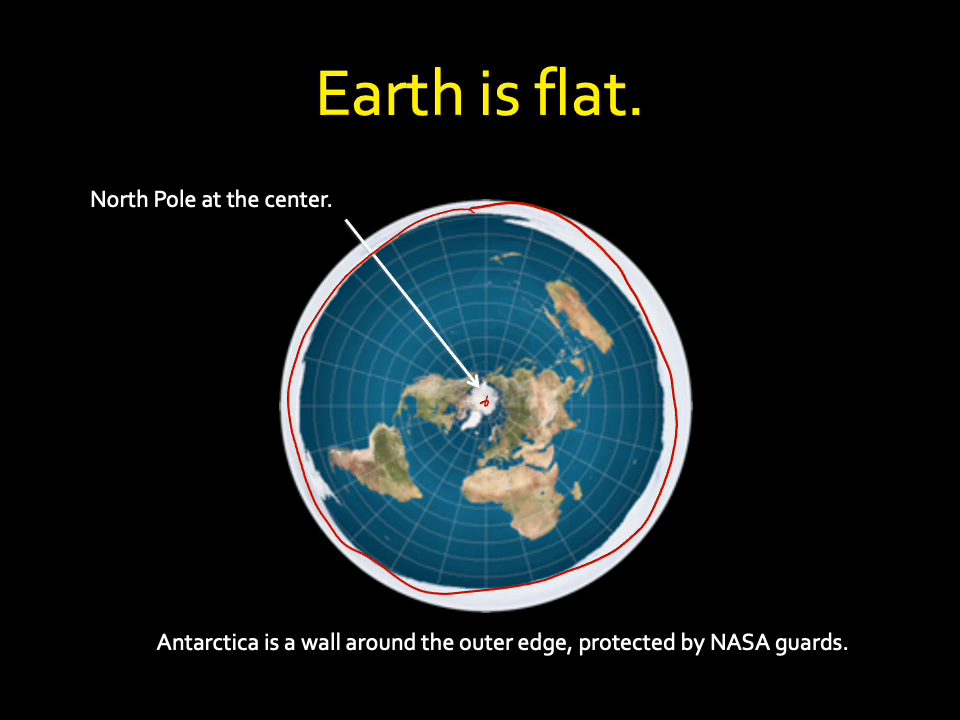 Earth is flat.
North Pole at the center.
Antarctica is a wall around the outer edge, protected by NASA guards.